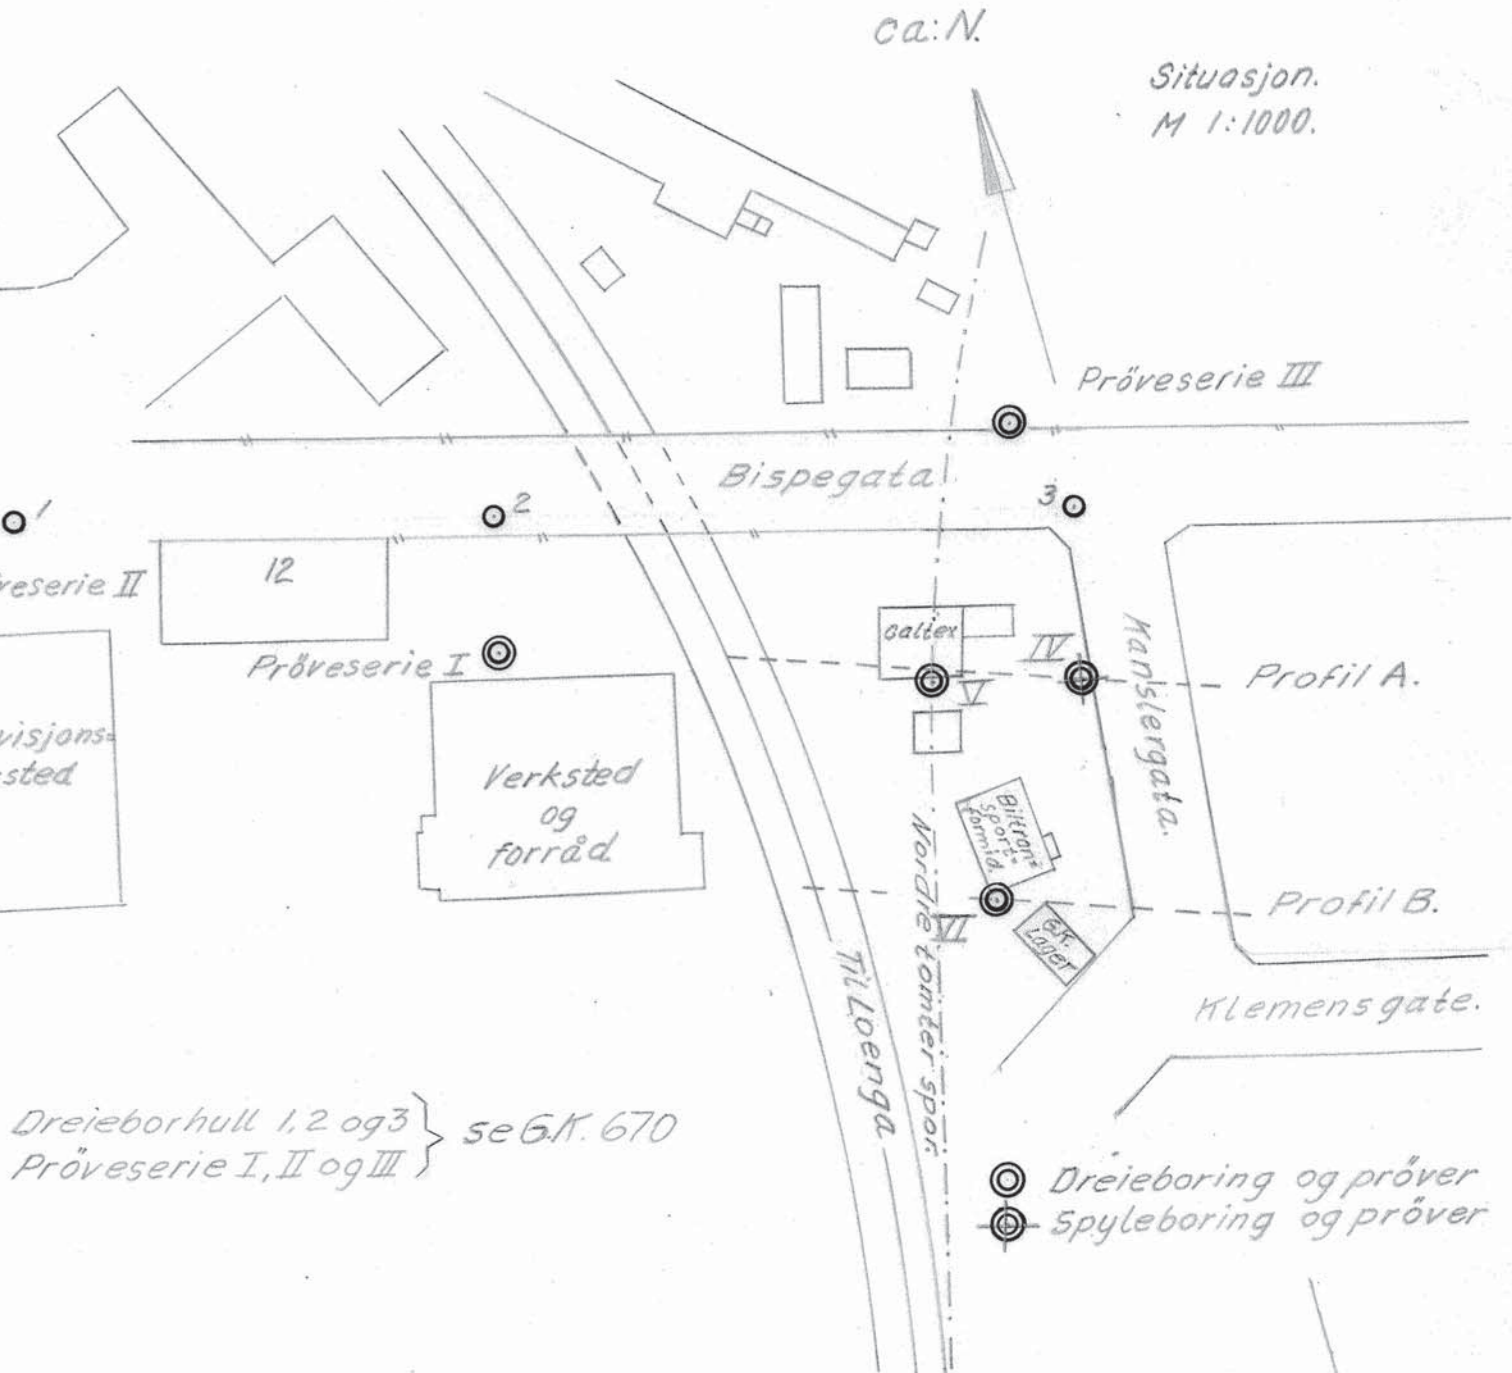 ca: N.
Situasjon.
M 1:1000.
Pröveserie III
Bispegata
1
2
3
12
veserie II
Pröveserie I
Caltex
IV
V
Profil A.
Kanslergata.
visjons=
sted
Verksted
og
forråd.
Biltran=
sport=
formid.
VI
G.K.
Lager
Profil B.
Nordre tomter spor.
Til Loenga
Klemensgate.
Dreieborhull 1, 2 og 3
Pröveserie I, II og III
se G.K. 670
Dreieboring og pröver
Spyleboring og pröver